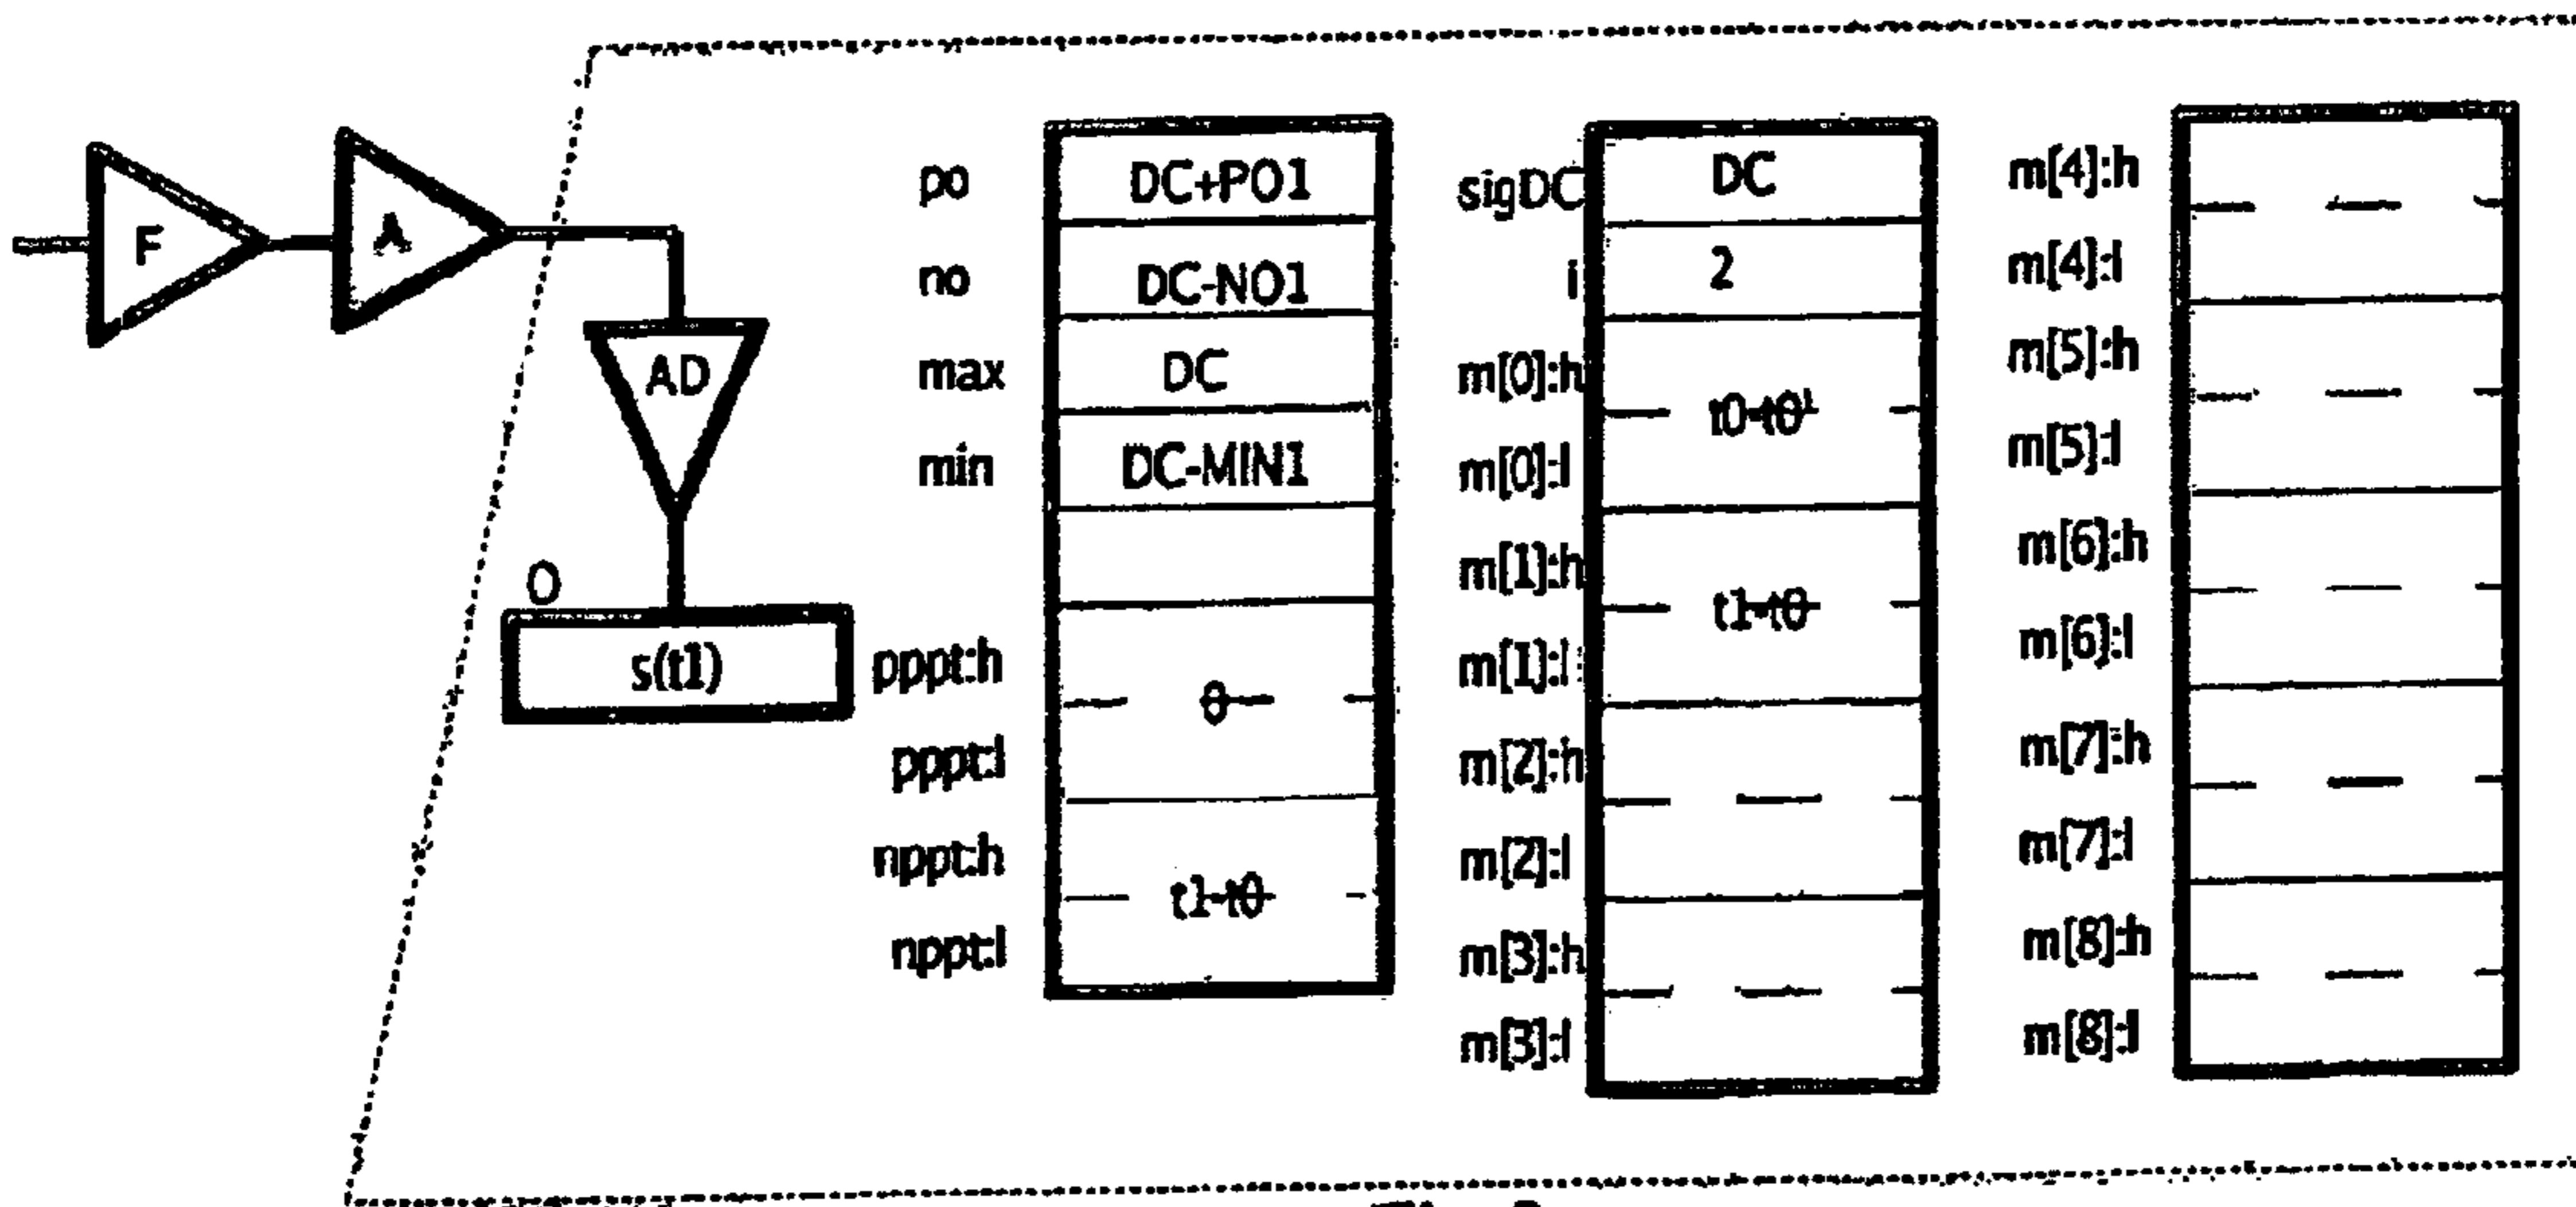 F
A
AD
O
s(t1)
po
DC+PO1
no
DC-NO1
max
DC
min
DC-MIN1
pppt:h
0
pppt:l
nppt:h
t1-t0
nppt:l
sigDC
DC
i
2
m[0]:h
t0-t0'
m[0]:l
m[1]:h
t1-t0
m[1]:l
m[2]:h
m[2]:l
m[3]:h
m[3]:l
m[4]:h
m[4]:l
m[5]:h
m[5]:l
m[6]:h
m[6]:l
m[7]:h
m[7]:l
m[8]:h
m[8]:l